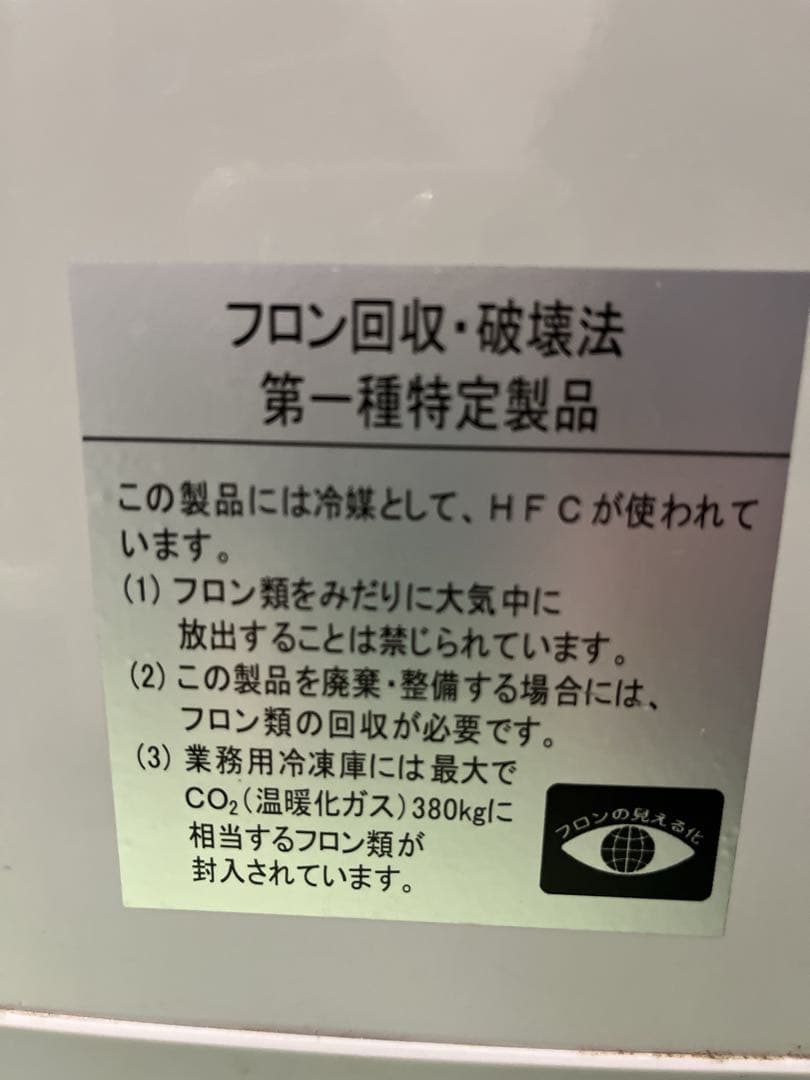 フロン回収・破壊法
第一種特定製品
この製品には冷媒として、HFCが使われて
います。
(1) フロン類をみだりに大気中に
放出することは禁じられています。
(2) この製品を廃棄・整備する場合には、
フロン類の回収が必要です。
(3) 業務用冷凍庫には最大で
CO₂(温暖化ガス)380kgに
相当するフロン類が
封入されています。
フロンの見える化